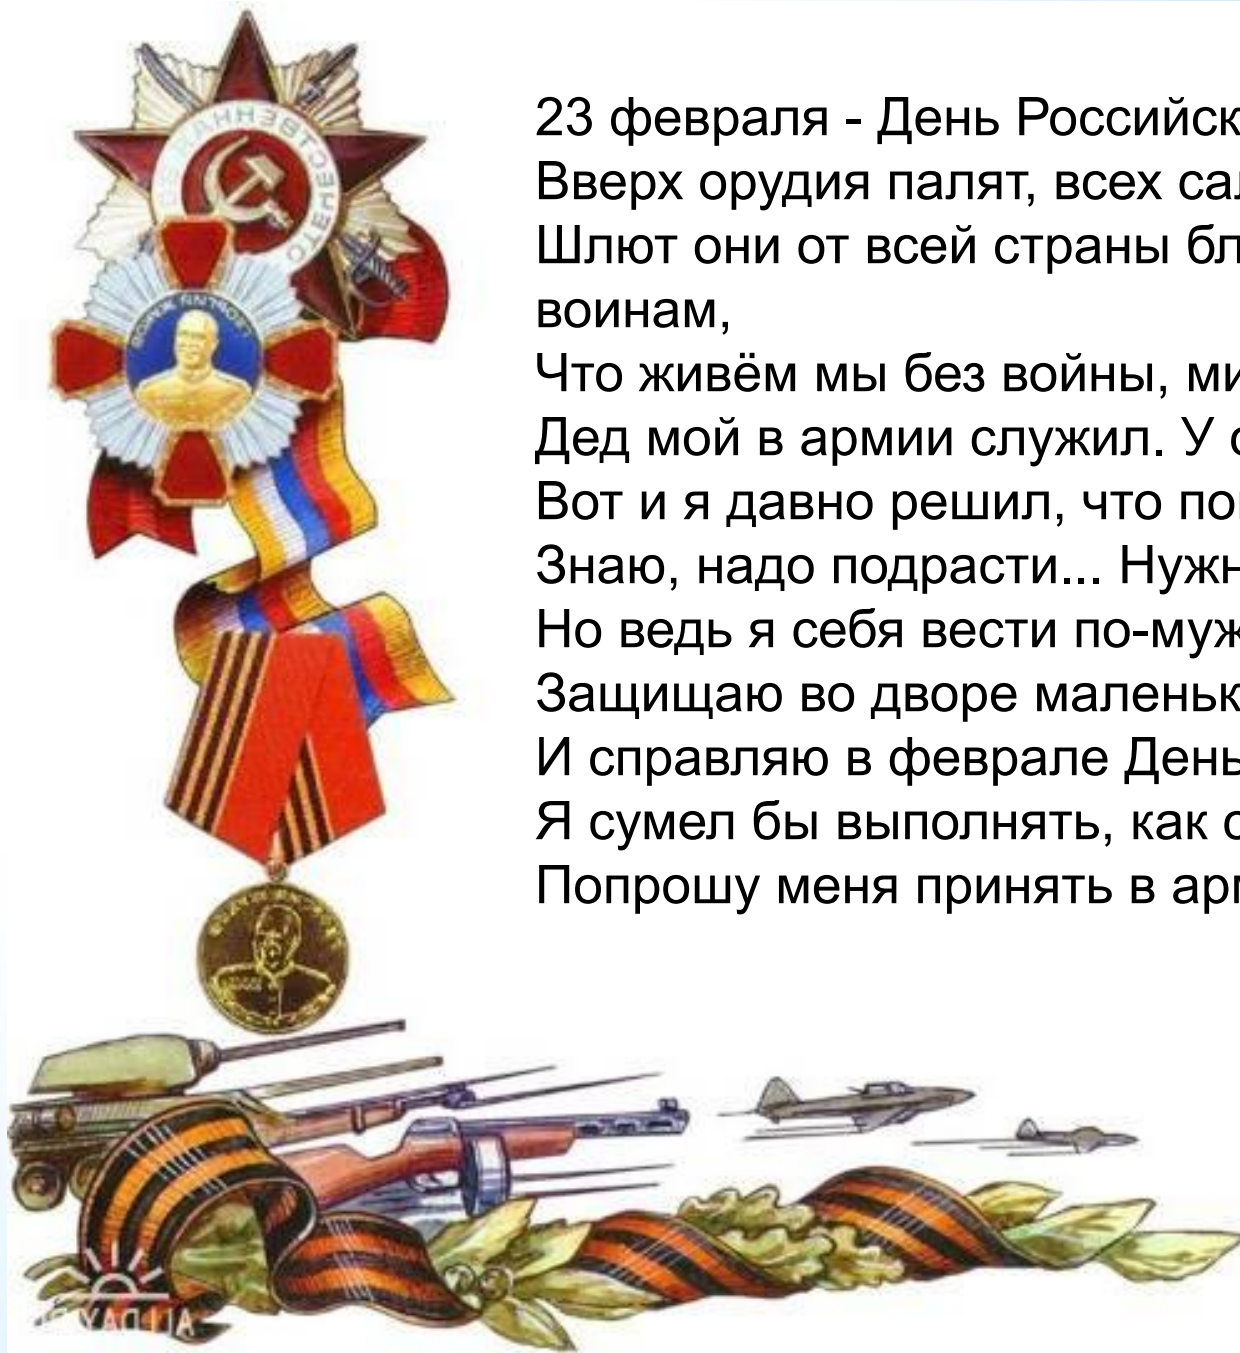 23 февраля - День Российск
Вверх орудия палят, всех сал
Шлют они от всей страны бл
воинам,
Что живём мы без войны, ми
Дед мой в армии служил. У с
Вот и я давно решил, что по
Знаю, надо подрасти... Нужн
Но ведь я себя вести по-муж
Защищаю во дворе маленьк
И справляю в феврале День
Я сумел бы выполнять, как с
Попрошу меня принять в ар